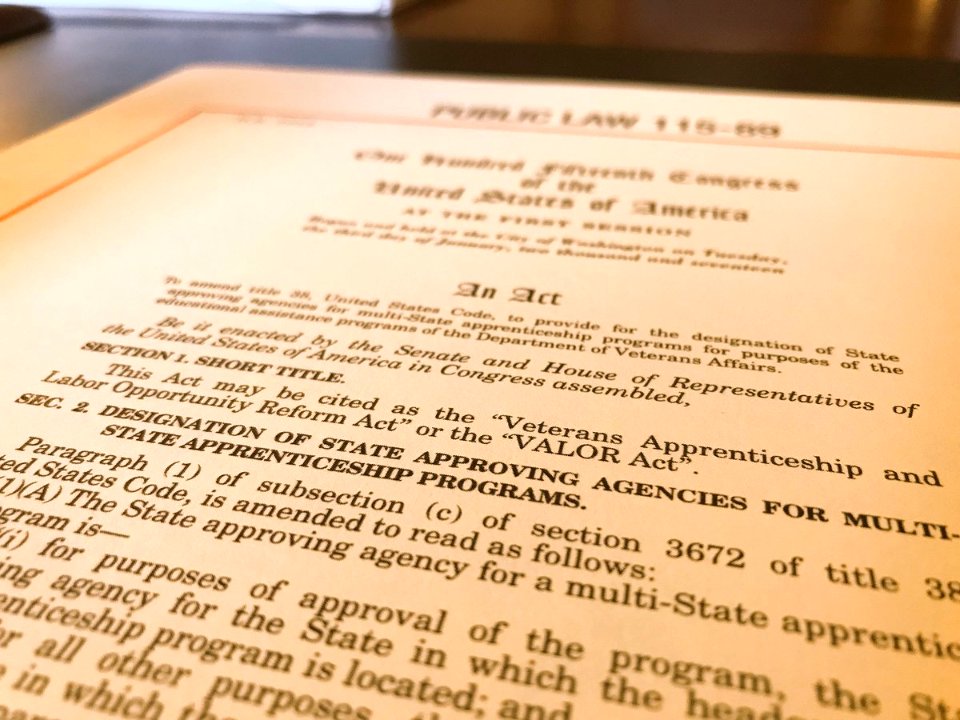 PUBLIC LAW 115-89
One Hundred Fifteenth Congress
of the
United States of America
AT THE FIRST SESSION
Begun and held at the City of Washington on Tuesday,
the third day of January, two thousand and seventeen
An Act
To amend title 38, United States Code, to provide for the designation of State
approving agencies for multi-State apprenticeship programs for purposes of the
educational assistance programs of the Department of Veterans Affairs.
Be it enacted by the Senate and House of Representatives of
the United States of America in Congress assembled,
SECTION 1. SHORT TITLE.
This Act may be cited as the “Veterans Apprenticeship and
Labor Opportunity Reform Act” or the “VALOR Act”.
SEC. 2. DESIGNATION OF STATE APPROVING AGENCIES FOR MULTI-
STATE APPRENTICESHIP PROGRAMS.
Paragraph (1) of subsection (c) of section 3672 of title 38
ted States Code, is amended to read as follows:
(1)(A) The State approving agency for a multi-State apprentic
gram is—
(i) for purposes of approval of the program, the Sta
ing agency for the State in which the head
enticeship program is located; and
or all other purposes, the
e in which the